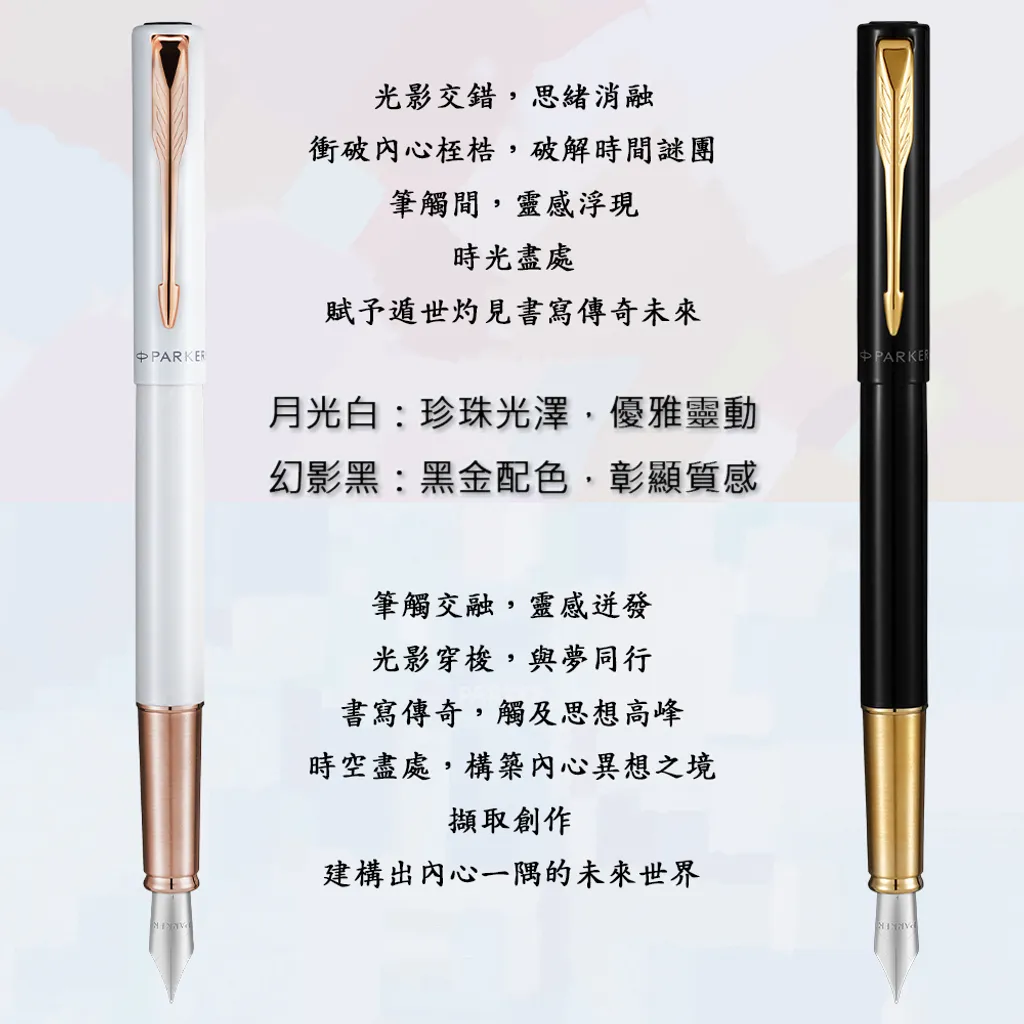 光影交錯，思緒消融
衝破內心桎梏，破解時間謎團
筆觸間，靈感浮現
時光盡處
賦予遁世灼見書寫傳奇未來
PARKER
PARKER
月光白：珍珠光澤，優雅靈動
幻影黑：黑金配色，彰顯質感
筆觸交融，靈感迸發
光影穿梭，與夢同行
書寫傳奇，觸及思想高峰
時空盡處，構築內心異想之境
擷取創作
建構出內心一隅的未來世界
PARKER
PARKER